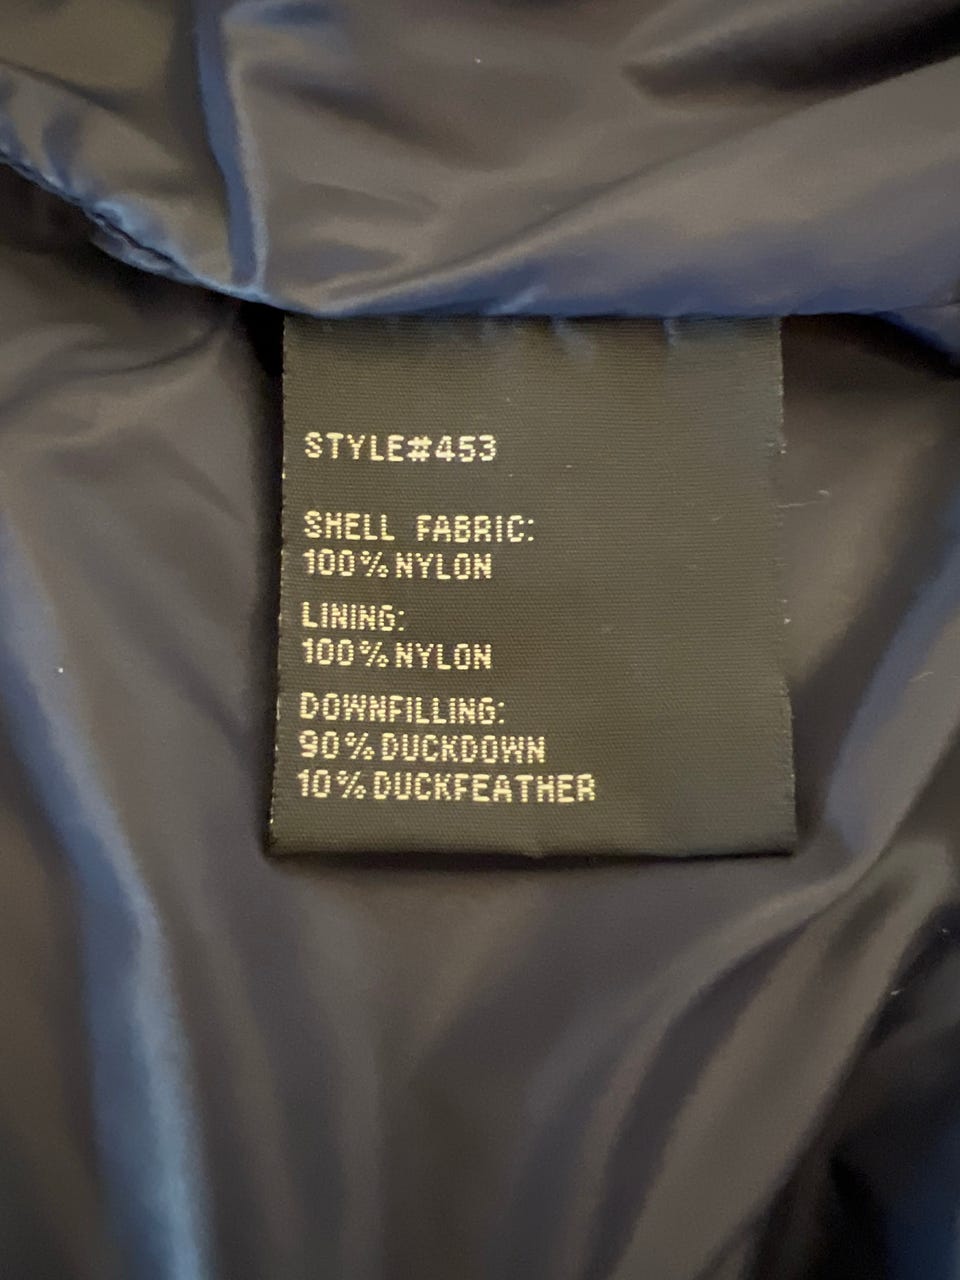 STYLE#453
SHELL FABRIC:
100%NYLON
LINING:
100%NYLON
DOWNFILLING:
90%DUCKDOWN
10%DUCKFEATHER